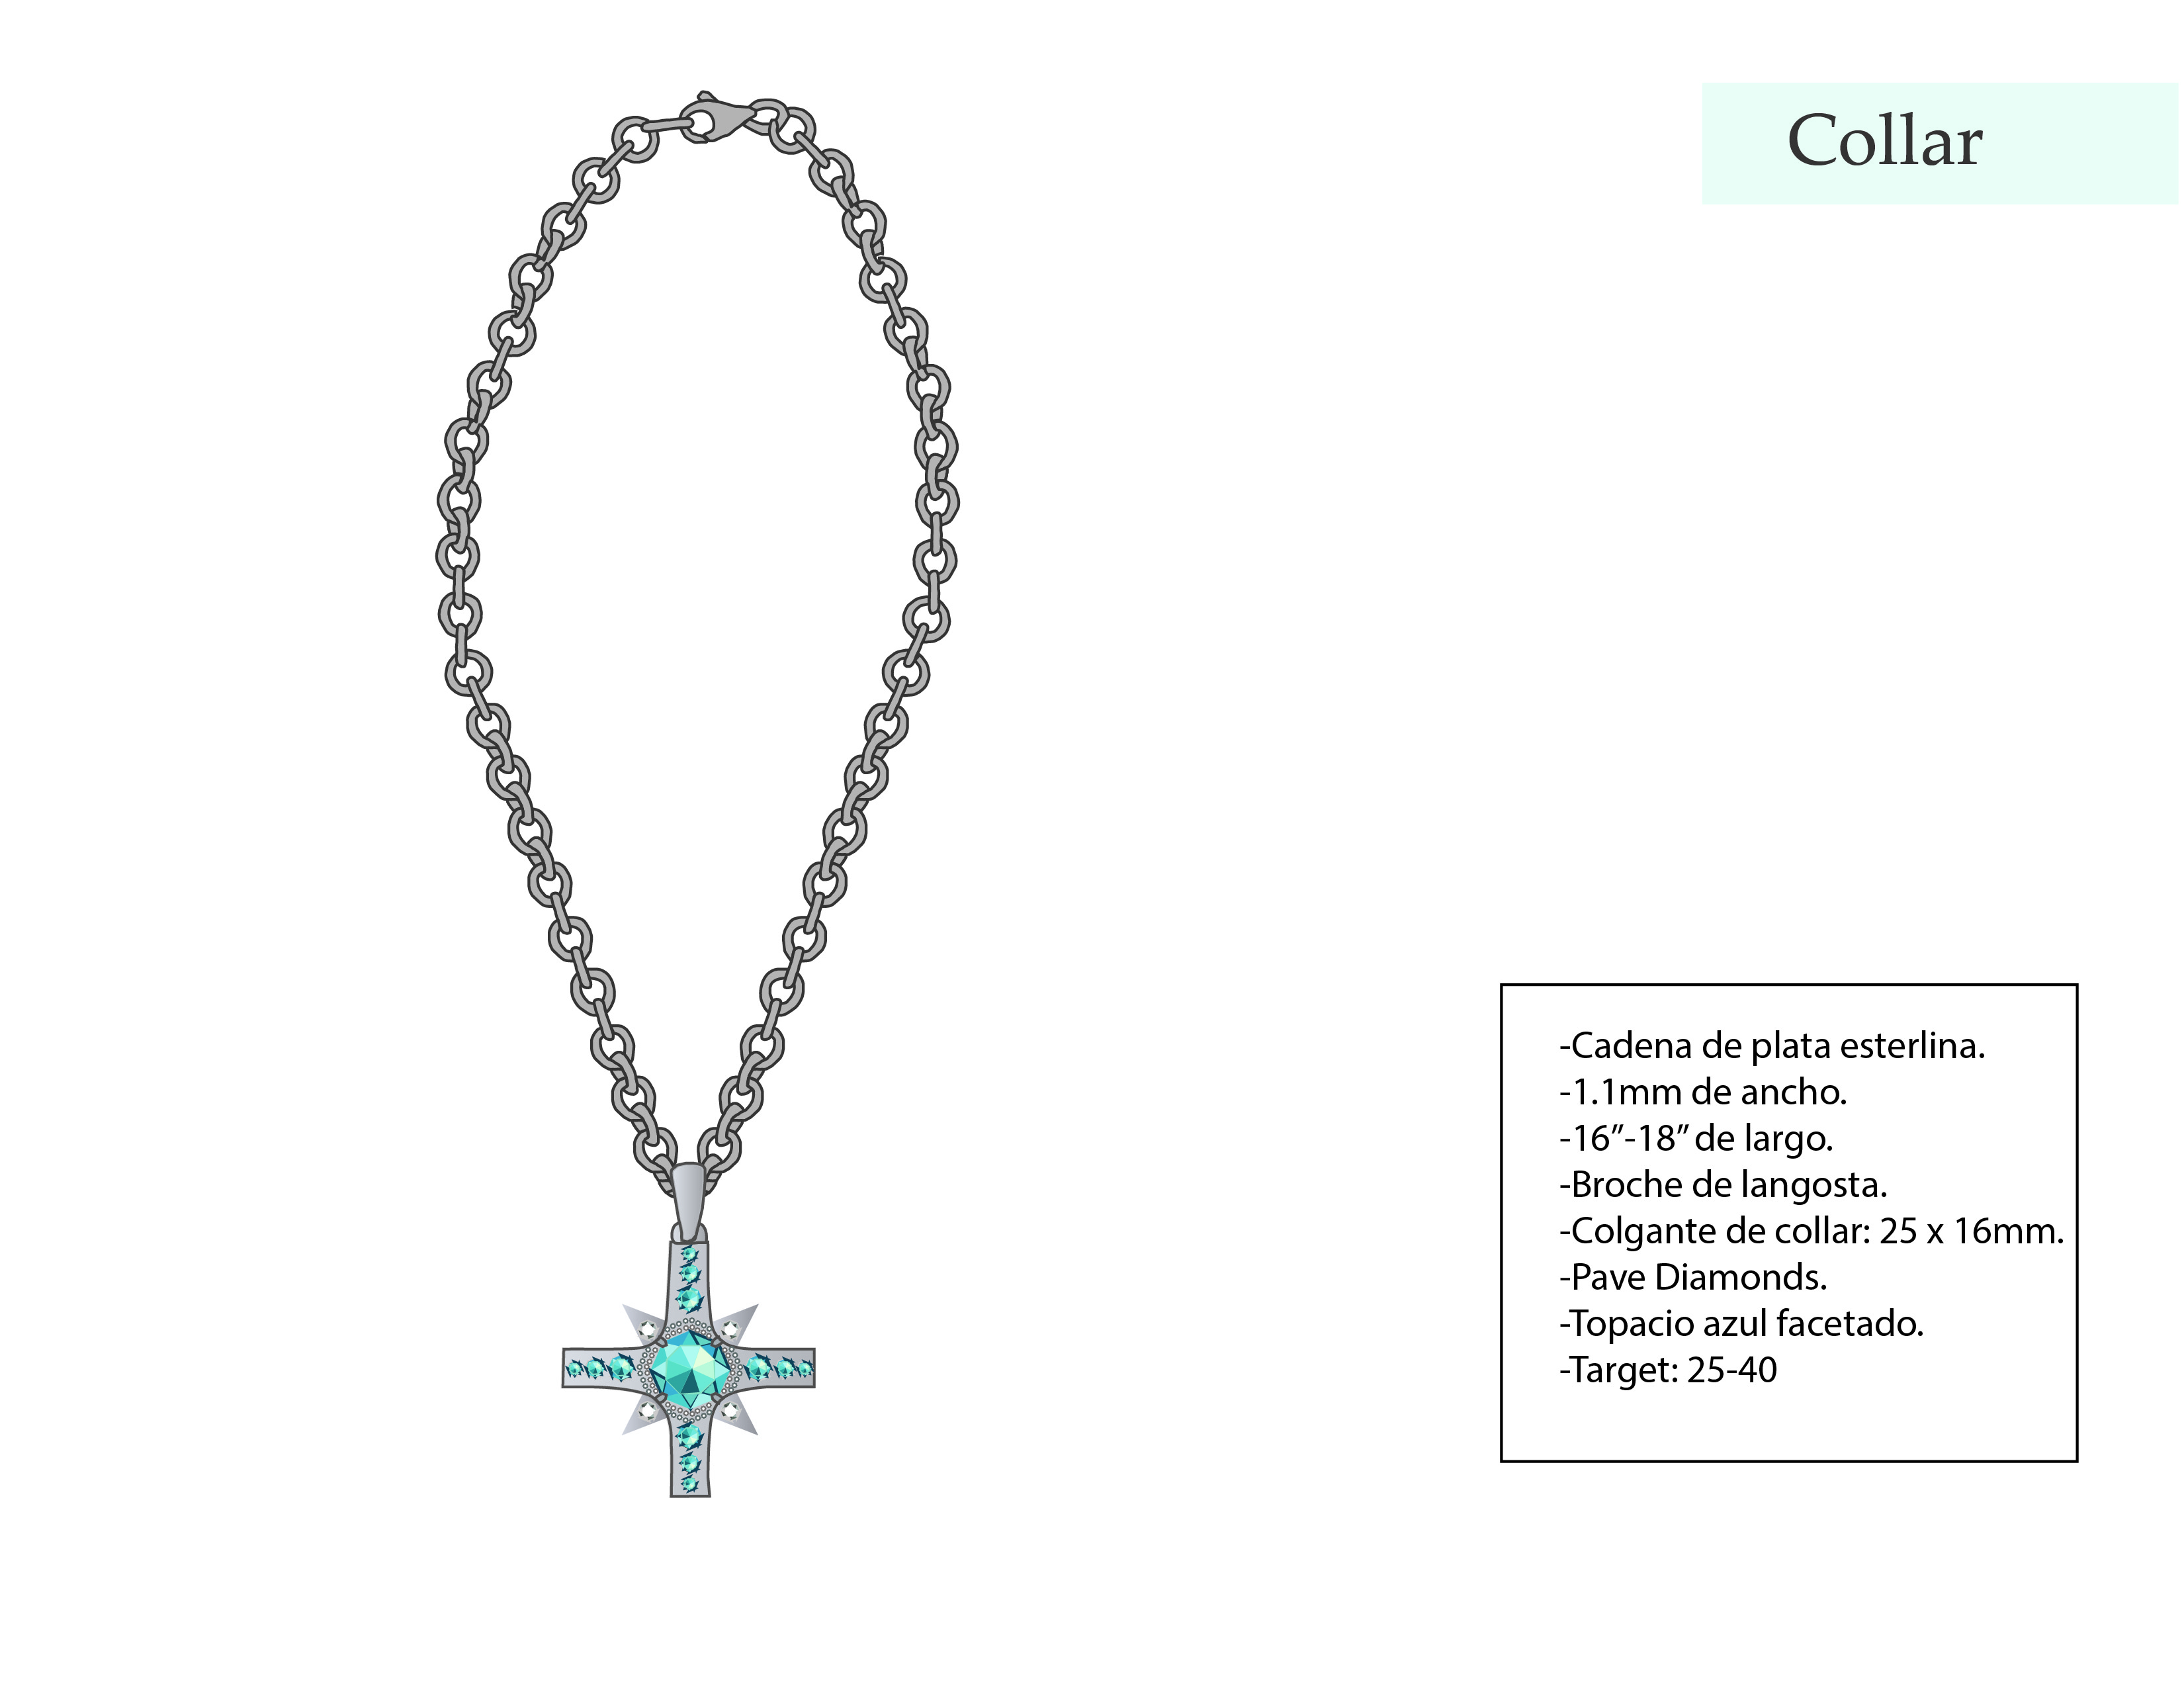 Collar
-Cadena de plata esterlina.
-1.1mm de ancho.
-16”-18” de largo.
-Broche de langosta.
-Colgante de collar: 25 x 16mm.
-Pave Diamonds.
-Topacio azul facetado.
-Target: 25-40